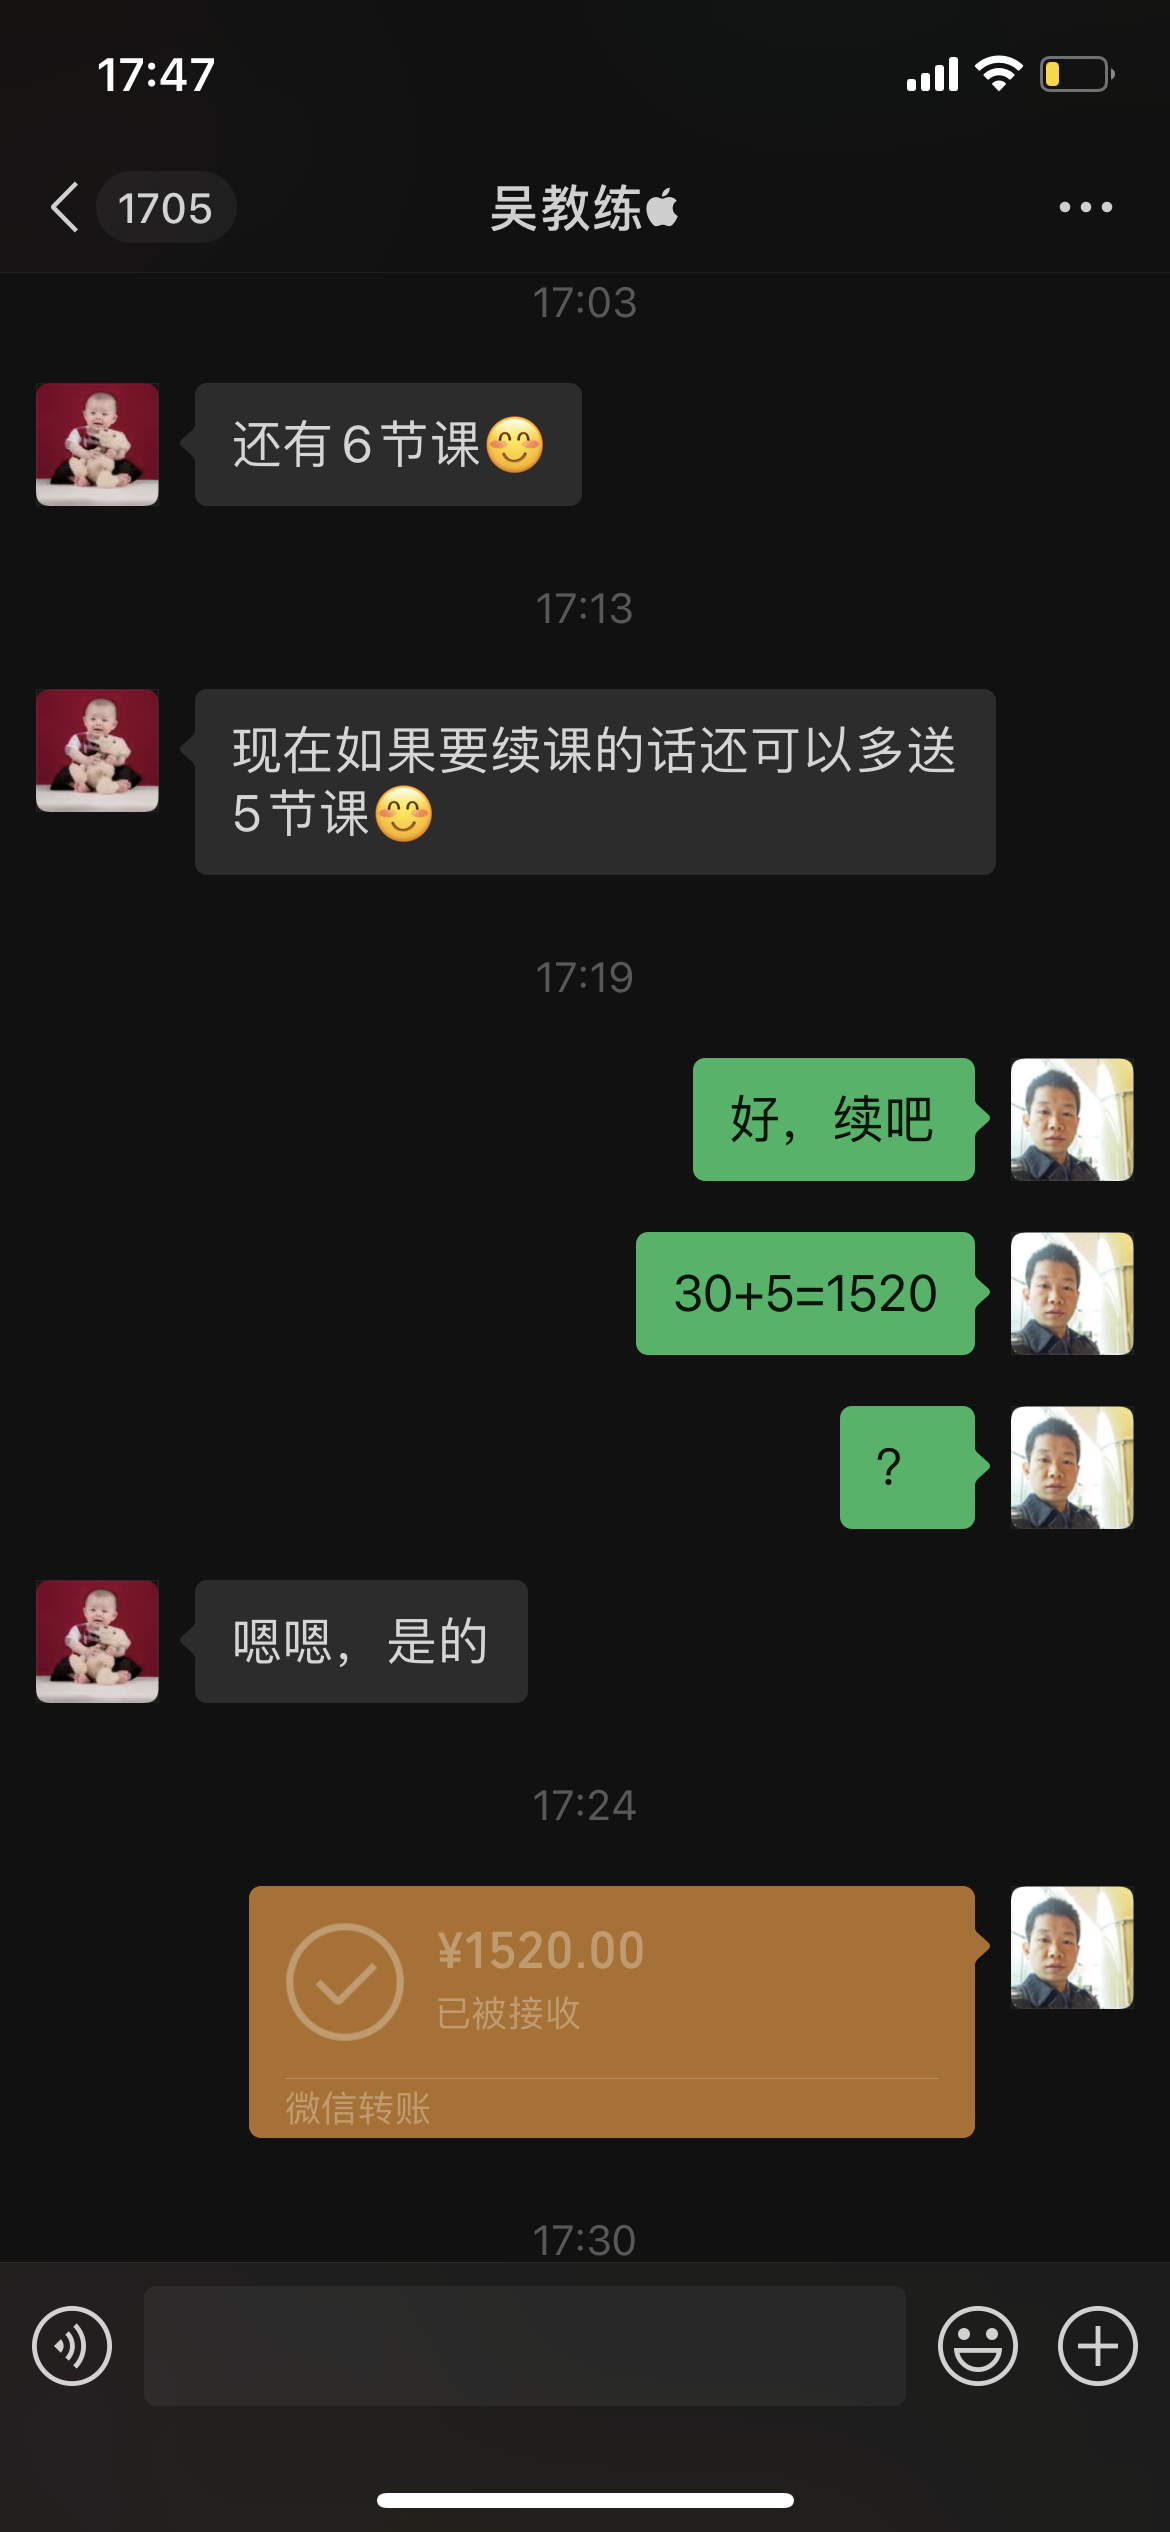 17:47
1705
吴教练
17:03
还有6节课😊
17:13
现在如果要续课的话还可以多送
5节课😊
17:19
好，续吧
30+5=1520
?
嗯嗯，是的
17:24
¥1520.00
已被接收
微信转账
17:30